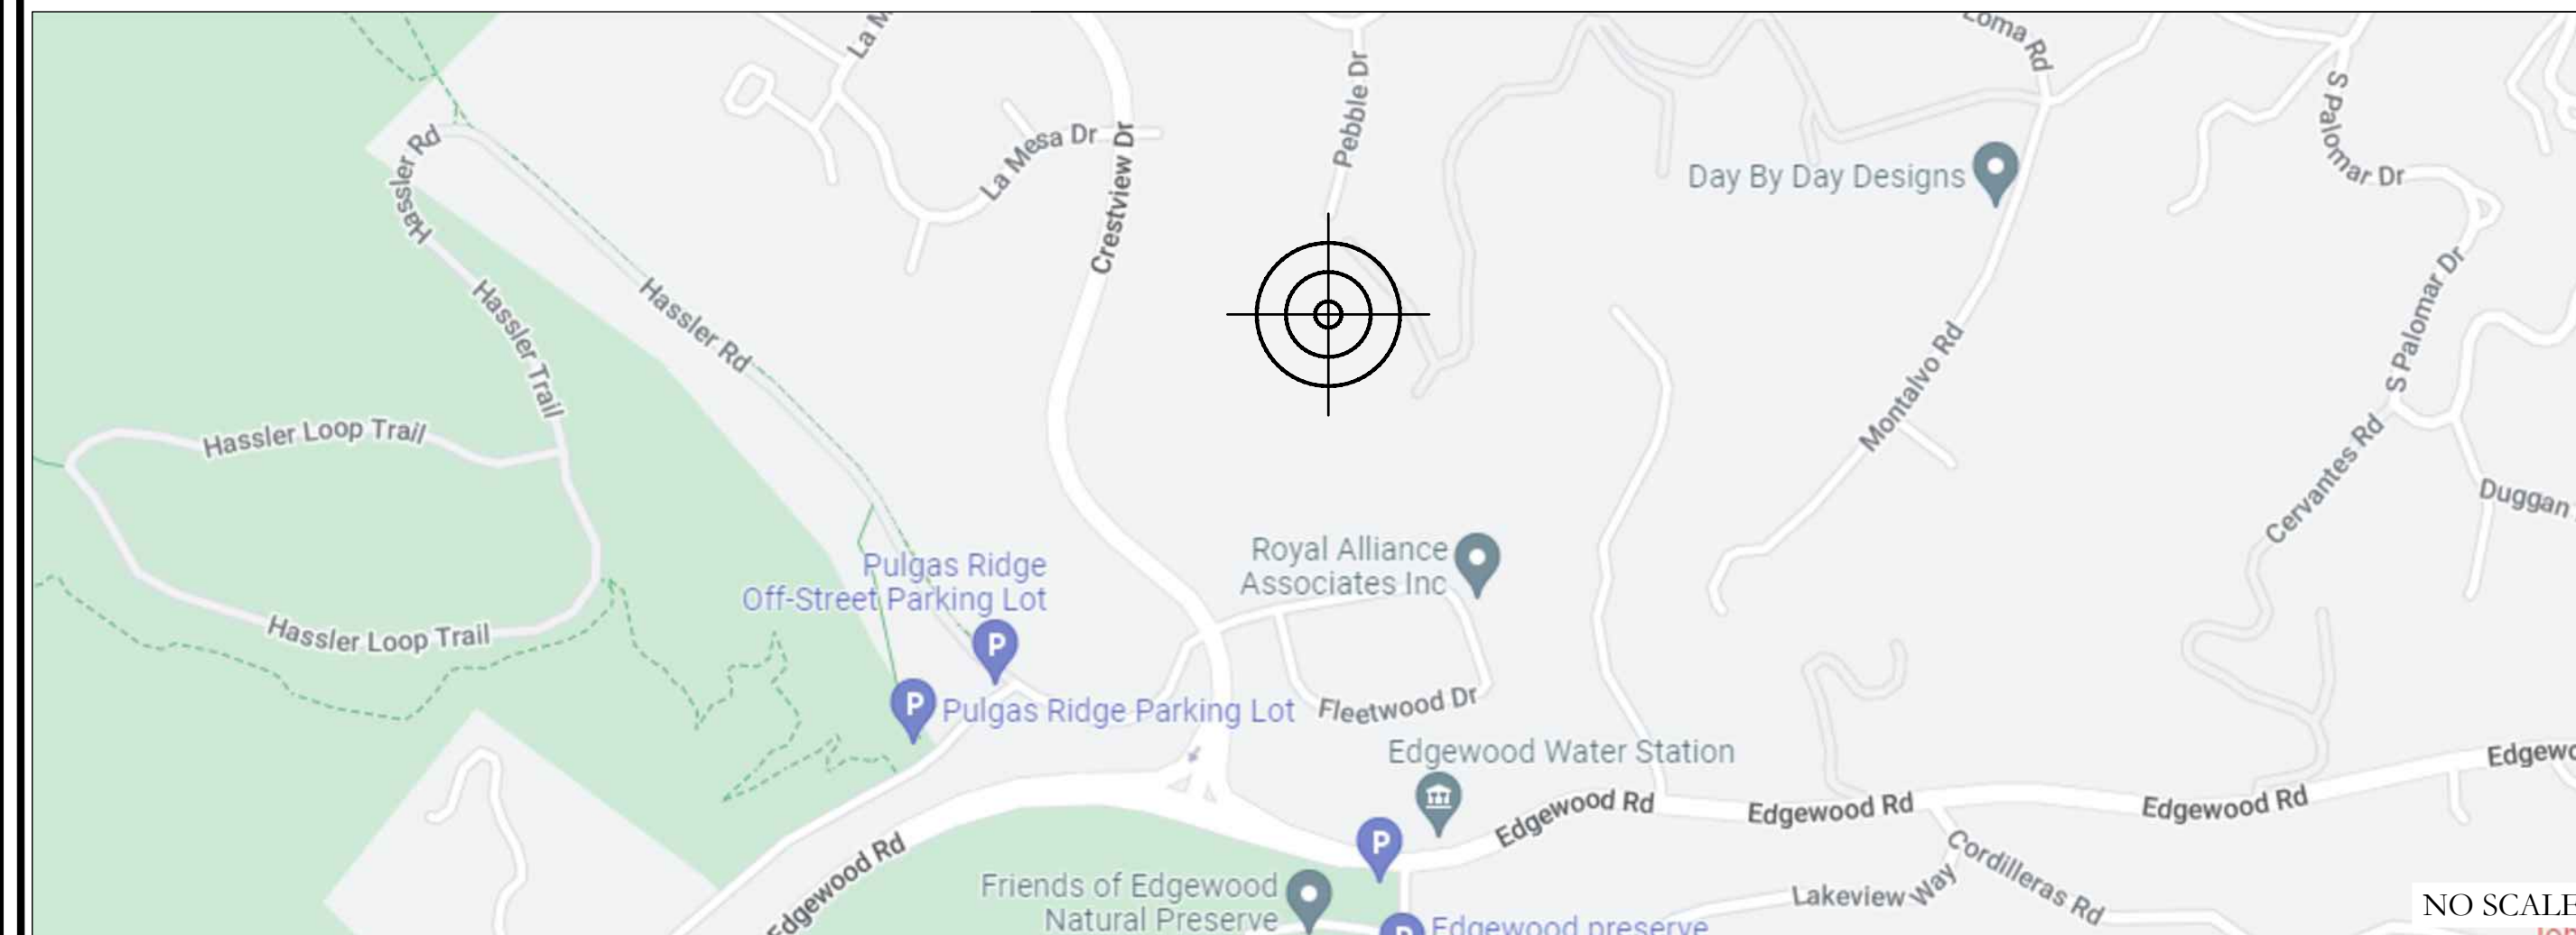 La M
Loma Rd
Pebble Dr
S Palomar Dr
Hassler Rd
La Mesa Dr
Crestview Dr
Day By Day Designs
Hassler Rd
Hassler Trail
S Palomar Dr
Montalvo Rd
Hassler Loop Trail
Cervantes Rd
Duggan
Royal Alliance
Associates Inc
Pulgas Ridge
Off-Street Parking Lot
P
Hassler Loop Trail
P
Pulgas Ridge Parking Lot
Fleetwood Dr
Edgewood Water Station
Edgewo
Edgewood Rd
Edgewood Rd
Edgewood Rd
P
Edgewood Rd
Cordilleras Rd
Lakeview Way
Friends of Edgewood
Natural Preserve
NO SCALE
P
Edgewood preserve